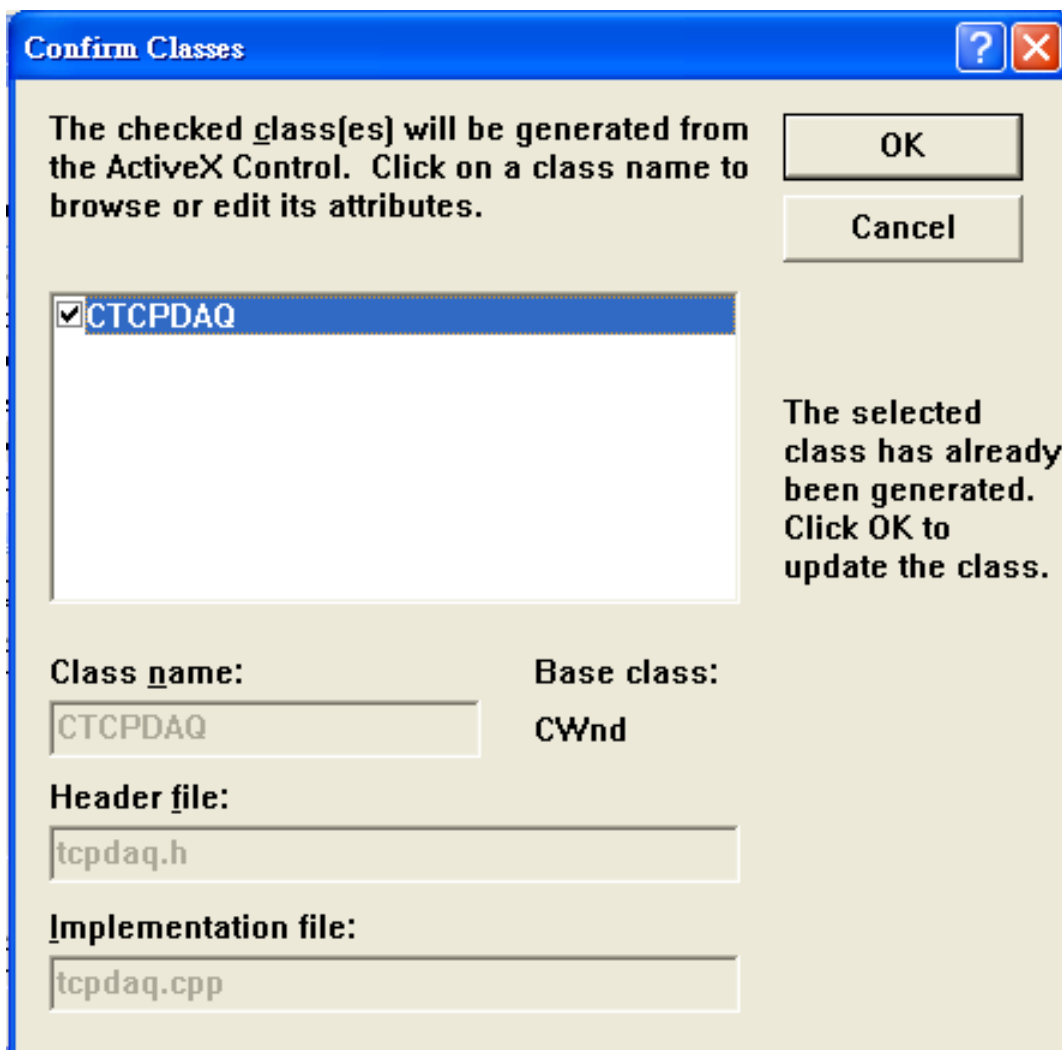 Confirm Classes
The checked class(es) will be generated from
the ActiveX Control. Click on a class name to
browse or edit its attributes.
OK
Cancel
CTCPDAQ
The selected
class has already
been generated.
Click OK to
update the class.
Class name:
Base class:
CTCPDAQ
CWnd
Header file:
tcpdaq.h
Implementation file:
tcpdaq.cpp